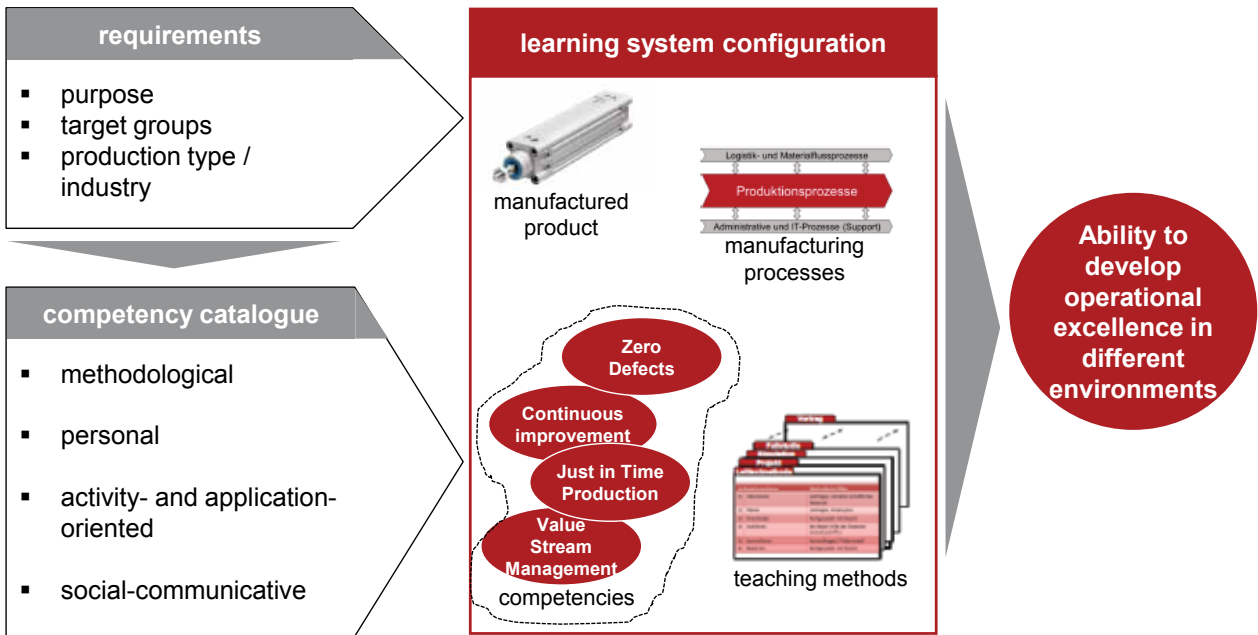 requirements
purpose
target groups
production type /
industry
competency catalogue
methodological
personal
activity- and application-
oriented
social-communicative
learning system configuration
manufactured
product
Logistik- und Materialflussprozesse
Produktionsprozesse
Administrative und IT-Prozesse (Support)
manufacturing
processes
Zero
Defects
Continuous
improvement
Just in Time
Production
Value
Stream
Management
competencies
Vortrag
Projekt
teaching methods
Ability to
develop
operational
excellence in
different
environments